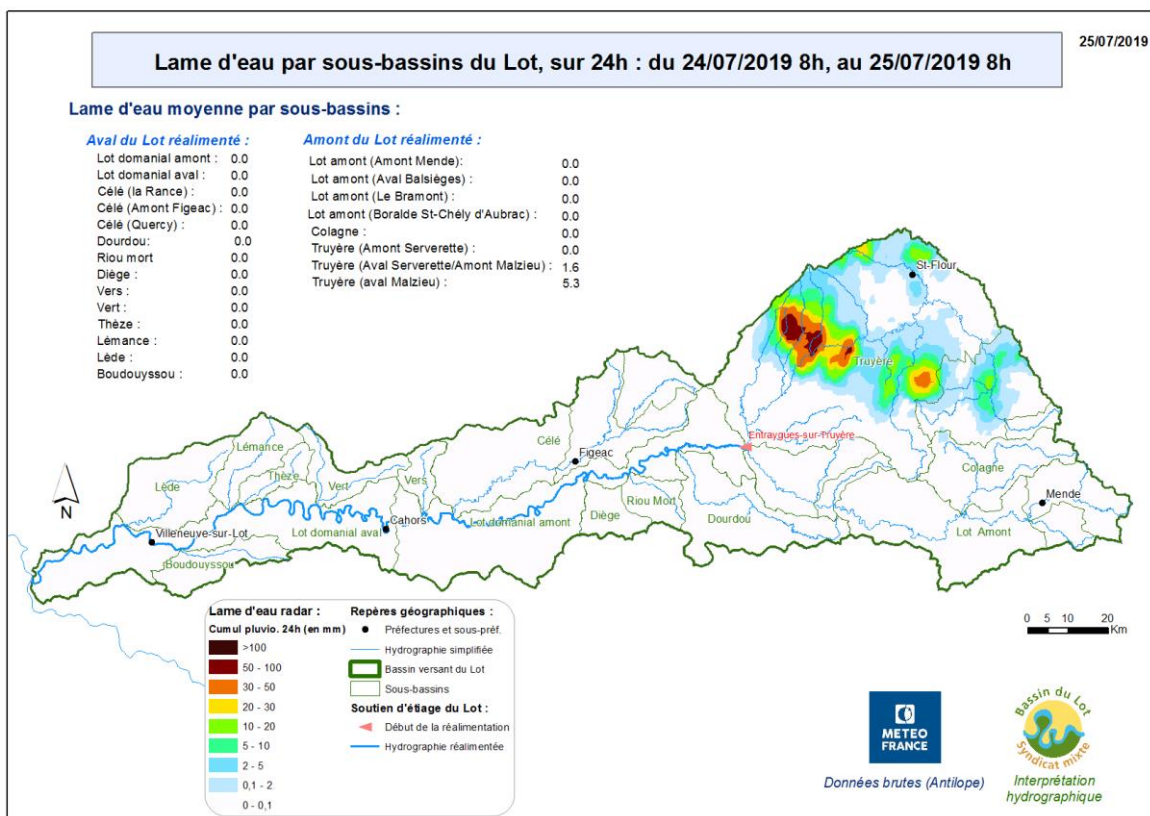 25/07/2019
Lame d'eau par sous-bassins du Lot, sur 24h : du 24/07/2019 8h, au 25/07/2019 8h
Lame d'eau moyenne par sous-bassins :
Aval du Lot réalimenté :
Lot domanial amont : 0.0
Lot domanial aval : 0.0
Célé (la Rance) : 0.0
Célé (Amont Figeac) : 0.0
Célé (Quercy) : 0.0
Dourdou: 0.0
Riou mort : 0.0
Diège : 0.0
Vers : 0.0
Vert : 0.0
Thèze : 0.0
Lémance : 0.0
Lède : 0.0
Boudouyssou : 0.0
Amont du Lot réalimenté :
Lot amont (Amont Mende): 0.0
Lot amont (Aval Balsièges) : 0.0
Lot amont (Le Bramont) : 0.0
Lot amont (Boralde St-Chély d'Aubrac) : 0.0
Colagne : 0.0
Truyère (Amont Serverette) : 0.0
Truyère (Aval Serverette/Amont Malzieu) : 1.6
Truyère (aval Malzieu) : 5.3
St-Flour
Truyère
Entraygues-sur-Truyère
Célé
Figeac
Lémance
Thèze
Vert
Vers
Lède
Colagne
Mende
Riou Mort
Diège
Dourdou
Lot domanial amont
Cahors
Lot domanial aval
Lot Amont
Villeneuve-sur-Lot
Boudouyssou
N
Lame d'eau radar :
Cumul pluvio. 24h (en mm)
>100
50 - 100
30 - 50
20 - 30
10 - 20
5 - 10
2 - 5
0,1 - 2
0 - 0,1
Repères géographiques :
Préfectures et sous-préf.
Hydrographie simplifiée
Bassin versant du Lot
Sous-bassins
Soutien d'étiage du Lot :
Début de la réalimentation
Hydrographie réalimentée
0 5 10 20
Km
METEO
FRANCE
Données brutes (Antilope)
Bassin du Lot
Syndicat mixte
Interprétation
hydrographique